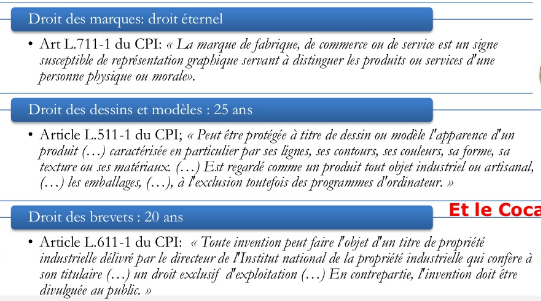 Droit des marques: droit éternel
• Art L.711-1 du CPI: « La marque de fabrique, de commerce ou de service est un signe
susceptible de représentation graphique servant à distinguer les produits ou services d'une
personne physique ou morale».
Droit des dessins et modèles : 25 ans
• Article L.511-1 du CPI; « Peut être protégée à titre de dessin ou modèle l'apparence d'un
produit (…) caractérisée en particulier par ses lignes, ses contours, ses couleurs, sa forme, sa
texture ou ses matériaux. (…) Est regardé comme un produit tout objet industriel ou artisanal,
(…) les emballages, (…), à l'exclusion toutefois des programmes d'ordinateur. »
Droit des brevets : 20 ans
Et le Coca
• Article L.611-1 du CPI: « Toute invention peut faire l'objet d'un titre de propriété
industrielle délivré par le directeur de l'Institut national de la propriété industrielle qui confère à
son titulaire (…) un droit exclusif d'exploitation (…) En contrepartie, l'invention doit être
divulguée au public. »